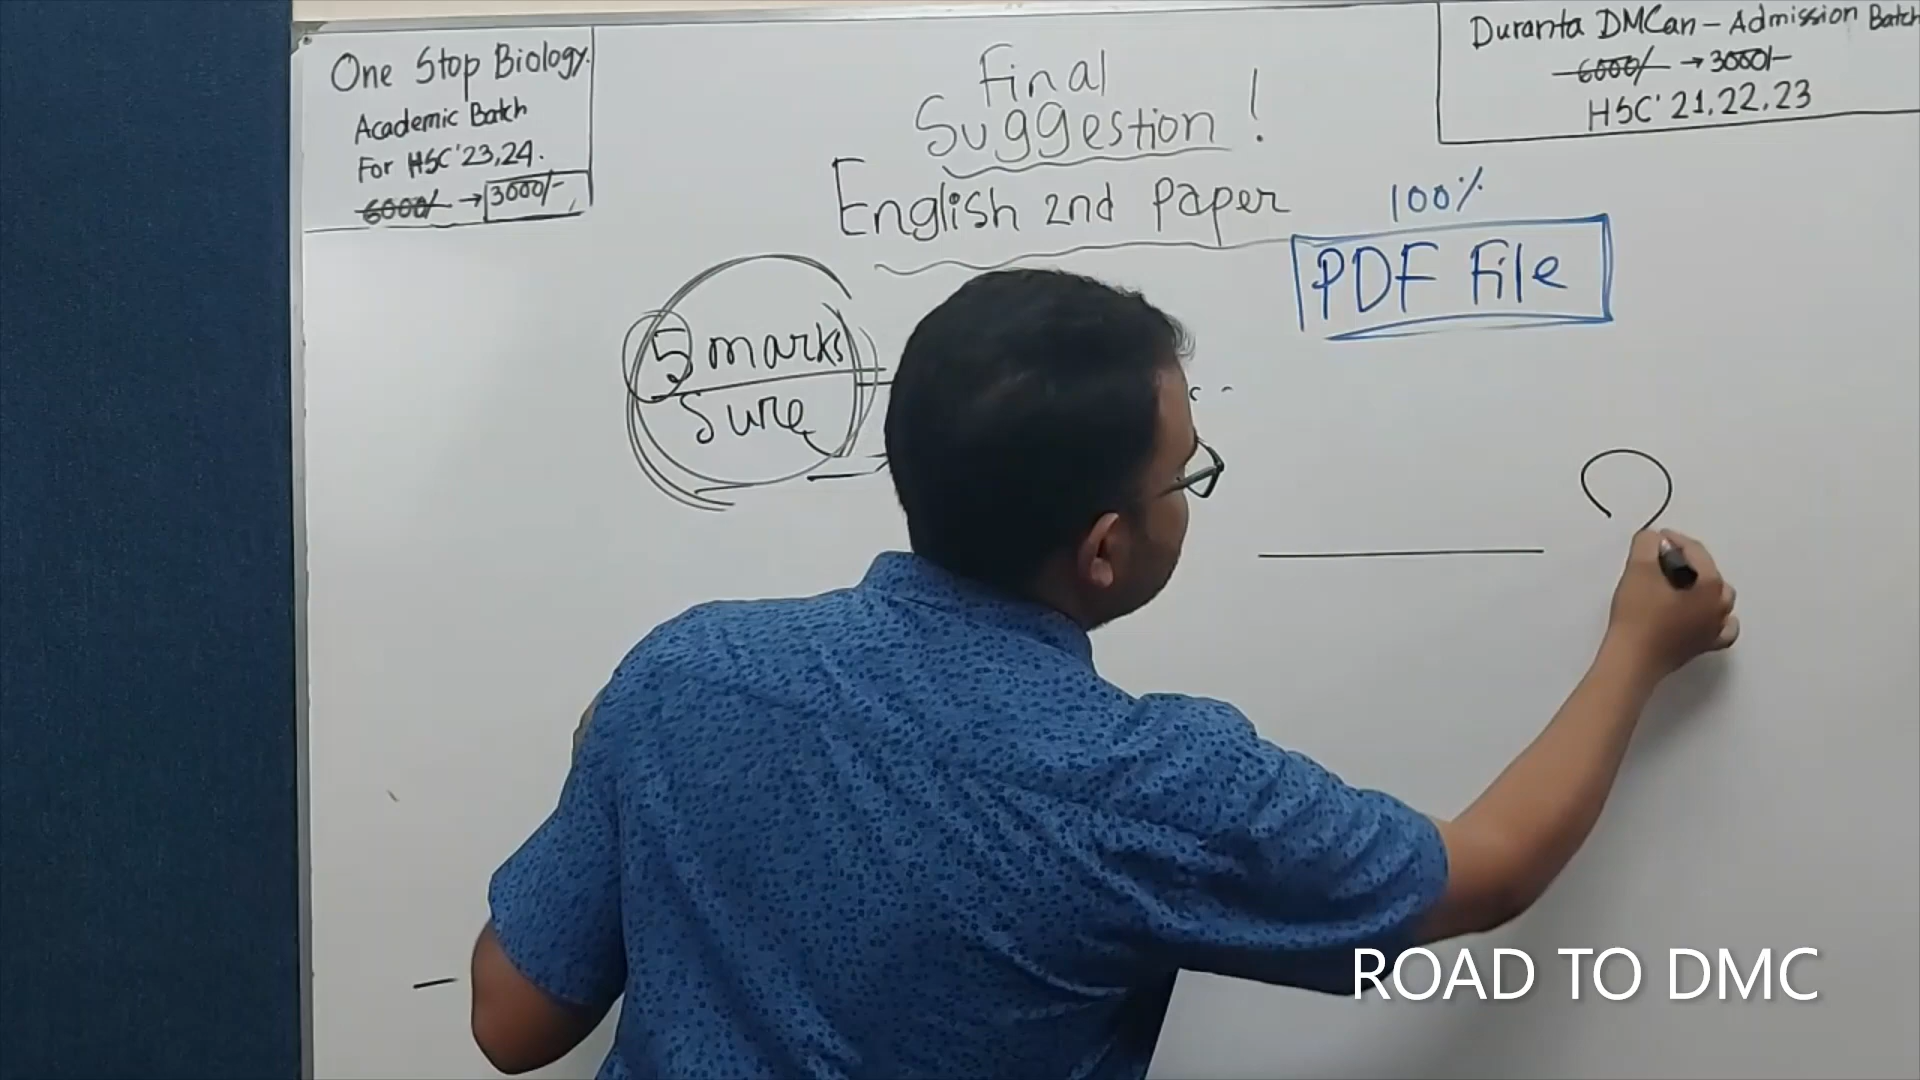 One Stop Biology.
Academic Batch
For HSC'23,24.
6000/- → 3000/-
Final
Suggestion!
English 2nd Paper
Duranta DMCan - Admission Batch
6000/- → 3000/-
HSC'21,22,23
100%
PDF File
5 marks
Sure
ROAD TO DMC